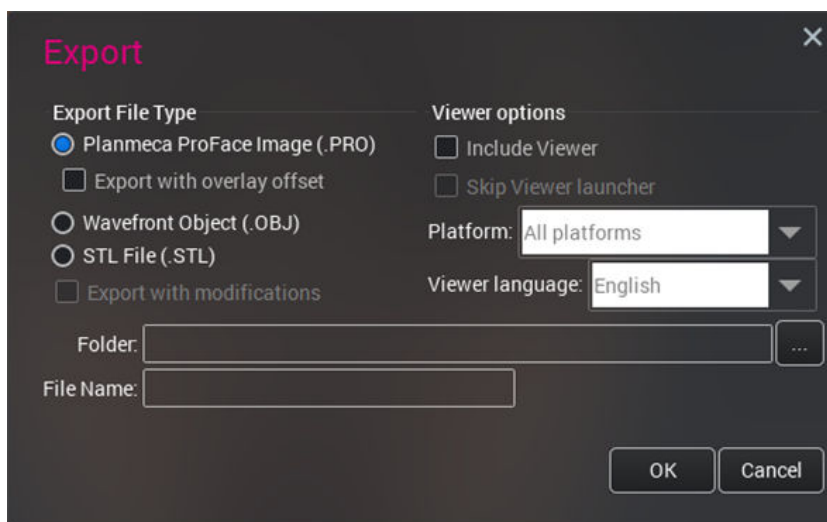 Export
Export File Type
Planmeca ProFace Image (.PRO)
Export with overlay offset
Wavefront Object (.OBJ)
STL File (.STL)
Export with modifications
Viewer options
Include Viewer
Skip Viewer launcher
Platform: All platforms
Viewer language: English
Folder: ...
File Name:
OK Cancel